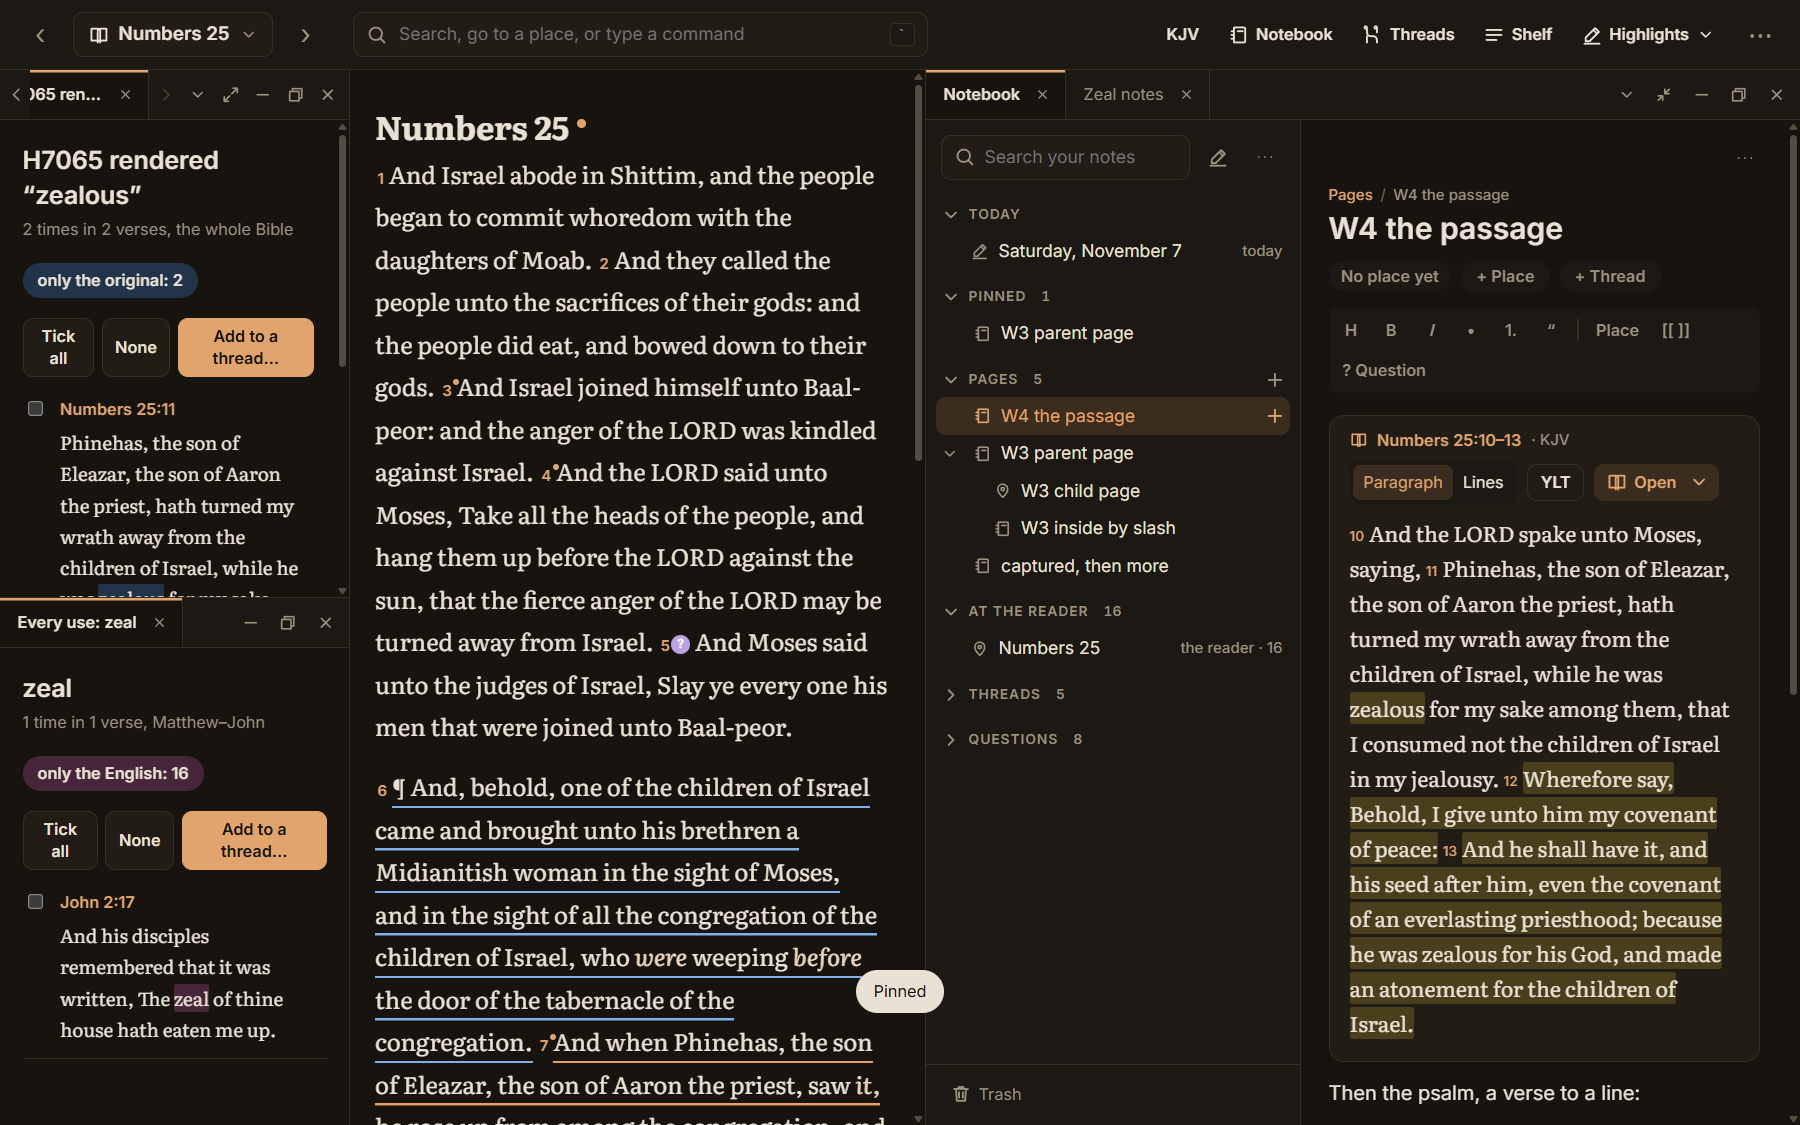 Numbers 25
Search, go to a place, or type a command
`
KJV
Notebook
Threads
Shelf
Highlights
065 ren...
H7065 rendered
“zealous”
2 times in 2 verses, the whole Bible
only the original: 2
Tick all
None
Add to a thread...
Numbers 25:11
Phinehas, the son of
Eleazar, the son of Aaron
the priest, hath turned my
wrath away from the
children of Israel, while he
was zealous for my sake
Every use: zeal
zeal
1 time in 1 verse, Matthew–John
only the English: 16
Tick all
None
Add to a thread...
John 2:17
And his disciples
remembered that it was
written, The zeal of thine
house hath eaten me up.
Numbers 25
1 And Israel abode in Shittim, and the people
began to commit whoredom with the
daughters of Moab. 2 And they called the
people unto the sacrifices of their gods: and
the people did eat, and bowed down to their
gods. 3 And Israel joined himself unto Baal-
peor: and the anger of the LORD was kindled
against Israel. 4 And the LORD said unto
Moses, Take all the heads of the people, and
hang them up before the LORD against the
sun, that the fierce anger of the LORD may be
turned away from Israel. 5 ? And Moses said
unto the judges of Israel, Slay ye every one his
men that were joined unto Baal-peor.
6 ¶ And, behold, one of the children of Israel
came and brought unto his brethren a
Midianitish woman in the sight of Moses,
and in the sight of all the congregation of the
children of Israel, who were weeping before
the door of the tabernacle of the
congregation. 7 And when Phinehas, the son
of Eleazar, the son of Aaron the priest, saw it,
he rose up from among the congregation, and
Pinned
Notebook
Zeal notes
Search your notes
TODAY
Saturday, November 7 today
PINNED 1
W3 parent page
PAGES 5
W4 the passage
W3 parent page
W3 child page
W3 inside by slash
captured, then more
AT THE READER 16
Numbers 25 the reader · 16
THREADS 5
QUESTIONS 8
Trash
Pages / W4 the passage
W4 the passage
No place yet
+ Place
+ Thread
H B I • 1. “ Place [[ ]]
? Question
Numbers 25:10–13 · KJV
Paragraph
Lines
YLT
Open
10 And the LORD spake unto Moses,
saying, 11 Phinehas, the son of Eleazar,
the son of Aaron the priest, hath
turned my wrath away from the
children of Israel, while he was
zealous for my sake among them, that
I consumed not the children of Israel
in my jealousy. 12 Wherefore say,
Behold, I give unto him my covenant
of peace: 13 And he shall have it, and
his seed after him, even the covenant
of an everlasting priesthood; because
he was zealous for his God, and made
an atonement for the children of
Israel.
Then the psalm, a verse to a line: